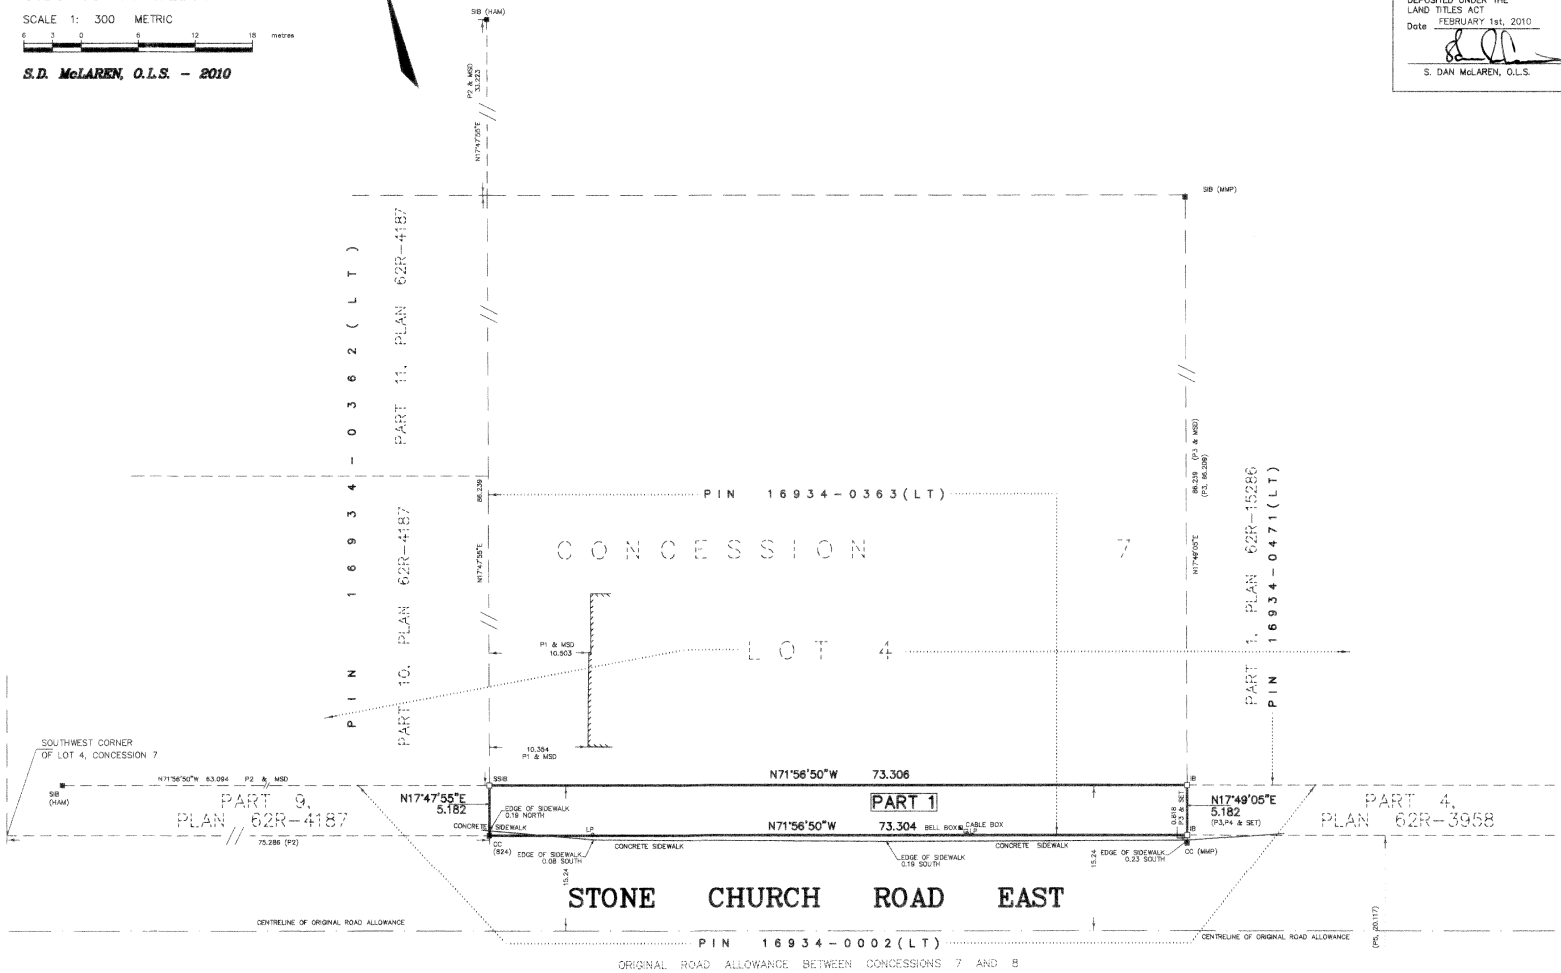 SCALE 1: 300 METRIC
6 3 0 6 12 18 metres
S.D. McLAREN, O.L.S. - 2010
LAND TITLES ACT
Date FEBRUARY 1st, 2010
S. DAN McLAREN, O.L.S.
SIB (HAM)
P2 & MSD
33.223
N17°47'55"E
SIB (MMP)
PIN 16934-0362(LT)
PART 11, PLAN 62R-4187
PART 10, PLAN 62R-4187
86.239
N17°47'55"E
PIN 16934-0363(LT)
CONCESSION 7
LOT 4
P1 & MSD
10.503
10.364
P1 & MSD
86.239 (P3 & MSD)
(P3, 86.209)
N17°49'05"E
PART 1, PLAN 62R-15286
PIN 16934-0471(LT)
SOUTHWEST CORNER
OF LOT 4, CONCESSION 7
SIB
(HAM)
N71°56'50"W 63.094 P2 & MSD
PART 9,
PLAN 62R-4187
75.286 (P2)
SSIB
N17°47'55"E
5.182
EDGE OF SIDEWALK
0.19 NORTH
CONCRETE SIDEWALK
CC
(824)
N71°56'50"W 73.306
PART 1
N71°56'50"W 73.304
BELL BOX
CABLE BOX
LP
LP
IB
0.818
P3 & SET
N17°49'05"E
5.182
(P3,P4 & SET)
IB
CC (MMP)
PART 4,
PLAN 62R-3958
EDGE OF SIDEWALK
0.08 SOUTH
CONCRETE SIDEWALK
EDGE OF SIDEWALK
0.19 SOUTH
CONCRETE SIDEWALK
EDGE OF SIDEWALK
0.23 SOUTH
15.24
15.24
STONE CHURCH ROAD EAST
CENTRELINE OF ORIGINAL ROAD ALLOWANCE
CENTRELINE OF ORIGINAL ROAD ALLOWANCE
(P5, 20.117)
PIN 16934-0002(LT)
ORIGINAL ROAD ALLOWANCE BETWEEN CONCESSIONS 7 AND 8